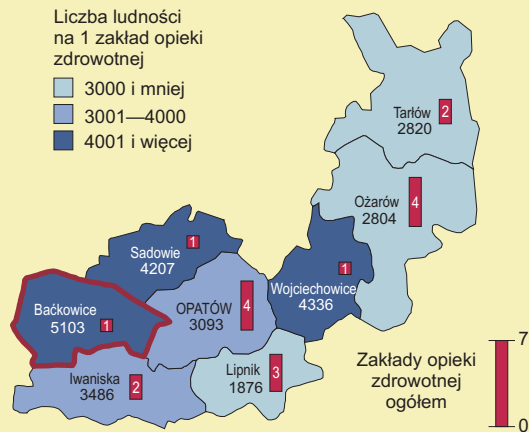 Liczba ludności
na 1 zakład opieki
zdrowotnej
3000 i mniej
3001—4000
4001 i więcej
Tarłów
2820
2
Ożarów
2804
4
Sadowie
4207
1
Wojciechowice
4336
1
Baćkowice
5103
1
OPATÓW
3093
4
Lipnik
1876
3
Iwaniska
3486
2
Zakłady opieki
zdrowotnej
ogółem
7
0